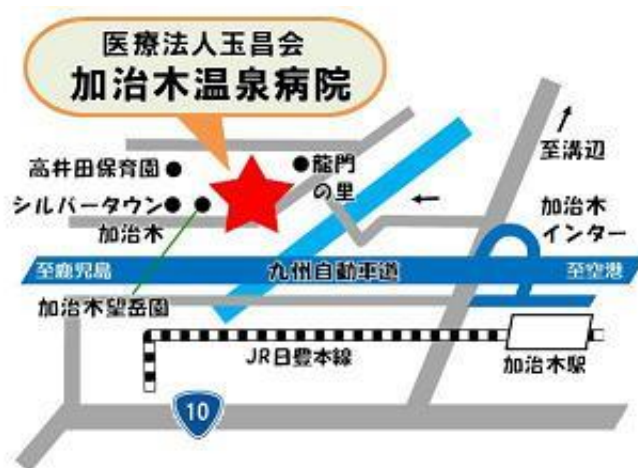 医療法人玉昌会
加治木温泉病院
高井田保育園
龍門
の里
至溝辺
シルバータウン
加治木
加治木
インター
至鹿児島
九州自動車道
至空港
加治木望岳園
JR日豊本線
加治木駅
10